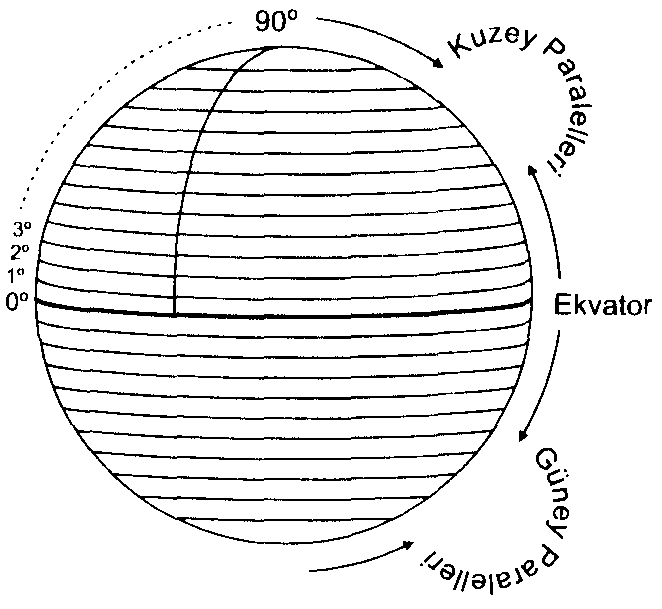 90º
Kuzey Paralelleri
3º
2º
1º
0º
Ekvator
Güney Paralelleri